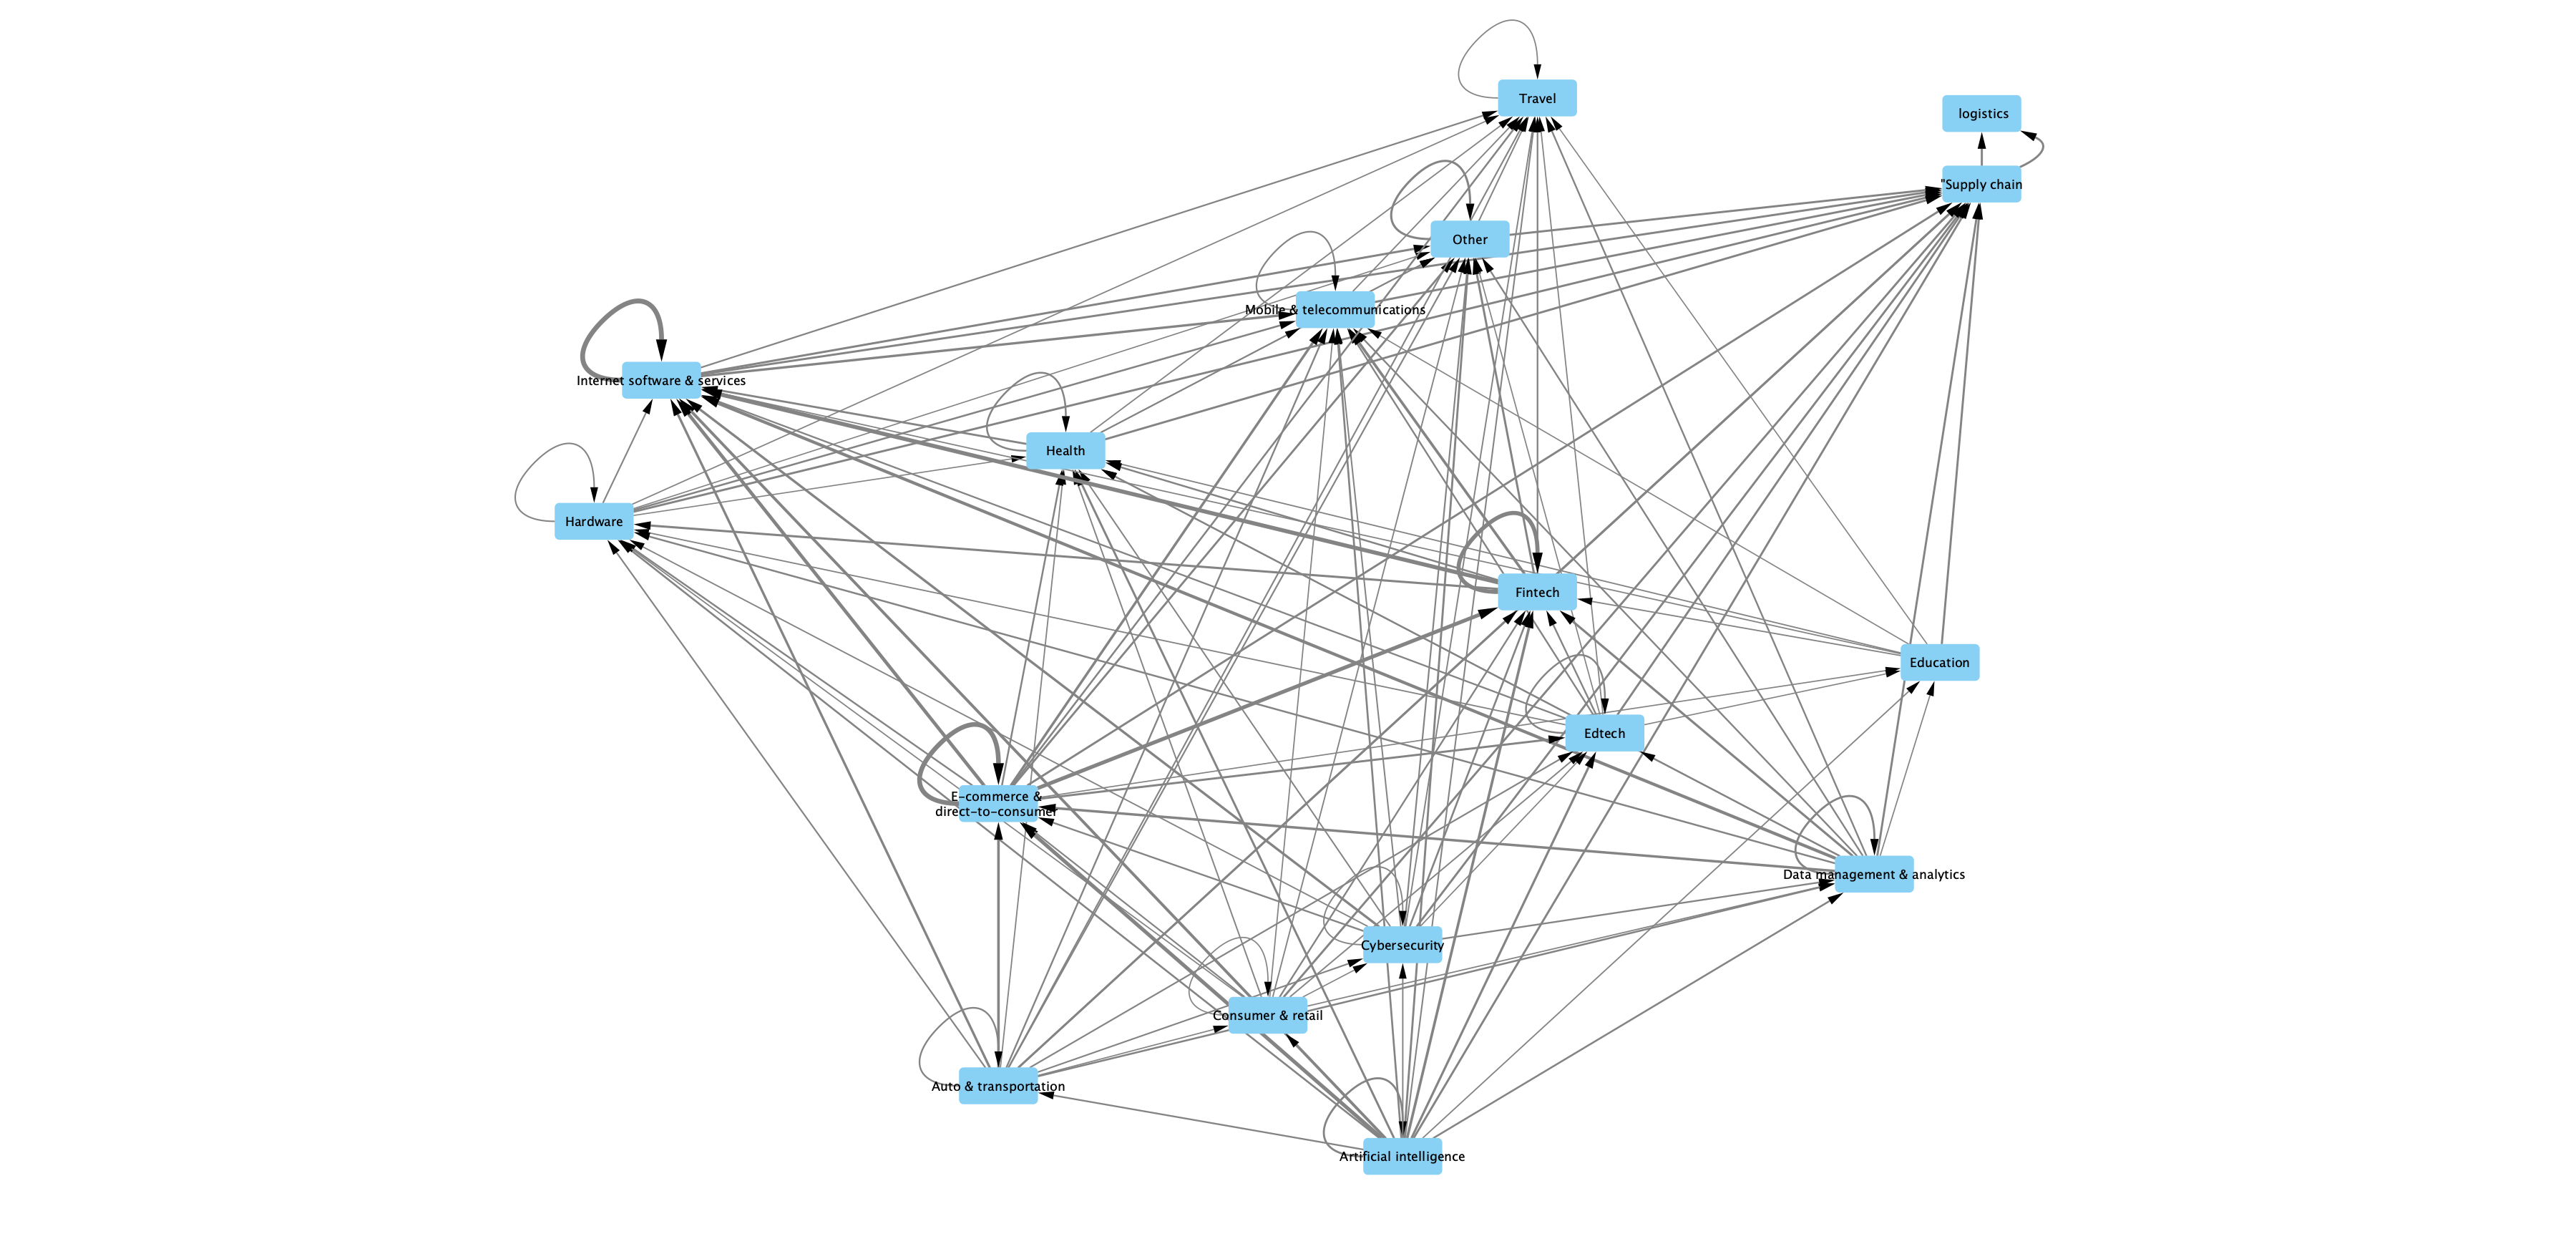 Travel
logistics
"Supply chain
Other
Mobile & telecommunications
Internet software & services
Health
Hardware
Fintech
Education
Edtech
E-commerce &
direct-to-consumer
Data management & analytics
Cybersecurity
Consumer & retail
Auto & transportation
Artificial intelligence